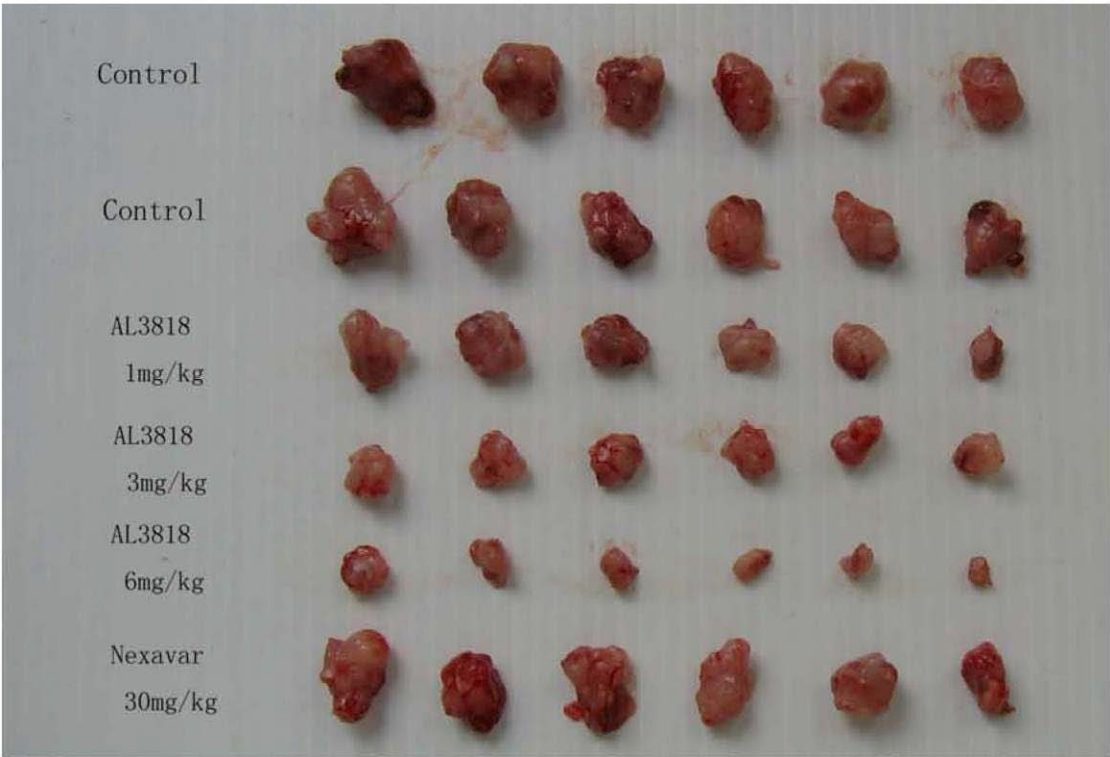 Control
Control
AL3818
1mg/kg
AL3818
3mg/kg
AL3818
6mg/kg
Nexavar
30mg/kg